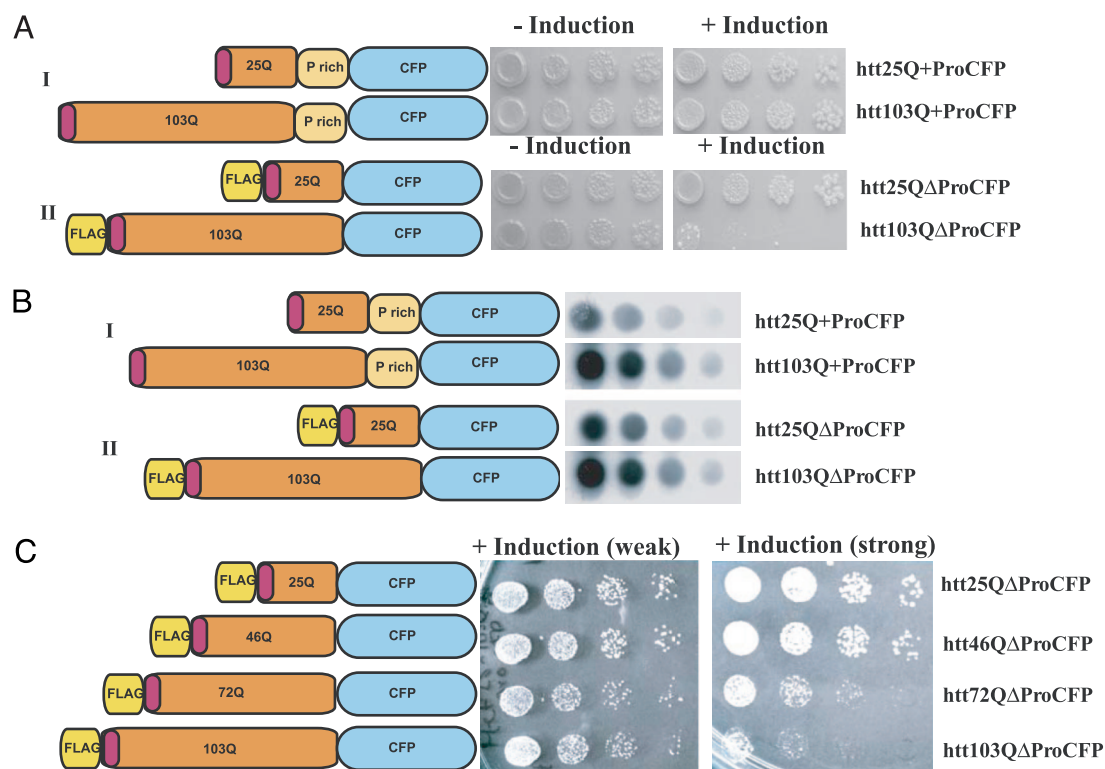 A
- Induction + Induction
I
25Q P rich CFP
htt25Q+ProCFP
103Q P rich CFP
htt103Q+ProCFP
- Induction + Induction
II
FLAG 25Q CFP
htt25QΔProCFP
FLAG 103Q CFP
htt103QΔProCFP
B
I
25Q P rich CFP
htt25Q+ProCFP
103Q P rich CFP
htt103Q+ProCFP
II
FLAG 25Q CFP
htt25QΔProCFP
FLAG 103Q CFP
htt103QΔProCFP
C
+ Induction (weak) + Induction (strong)
FLAG 25Q CFP
htt25QΔProCFP
FLAG 46Q CFP
htt46QΔProCFP
FLAG 72Q CFP
htt72QΔProCFP
FLAG 103Q CFP
htt103QΔProCFP